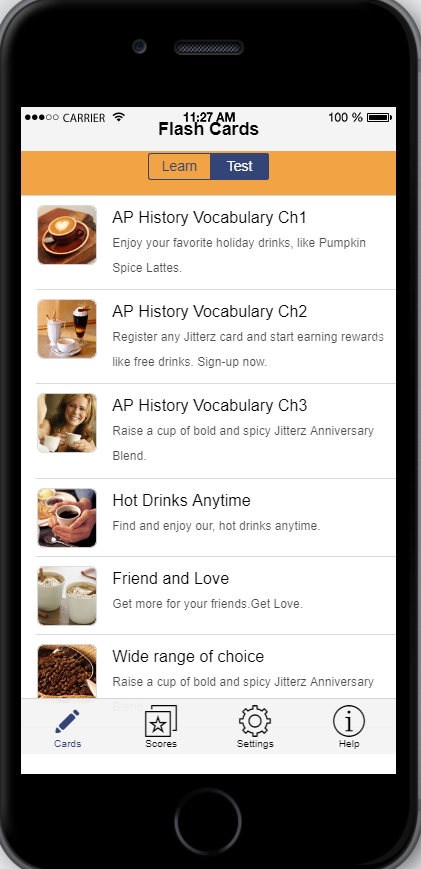 CARRIER 11:27 AM 100 %
Flash Cards
Learn Test
AP History Vocabulary Ch1
Enjoy your favorite holiday drinks, like Pumpkin
Spice Lattes.
AP History Vocabulary Ch2
Register any Jitterz card and start earning rewards
like free drinks. Sign-up now.
AP History Vocabulary Ch3
Raise a cup of bold and spicy Jitterz Anniversary
Blend.
Hot Drinks Anytime
Find and enjoy our, hot drinks anytime.
Friend and Love
Get more for your friends.Get Love.
Wide range of choice
Raise a cup of bold and spicy Jitterz Anniversary
Blend.
Cards Scores Settings Help